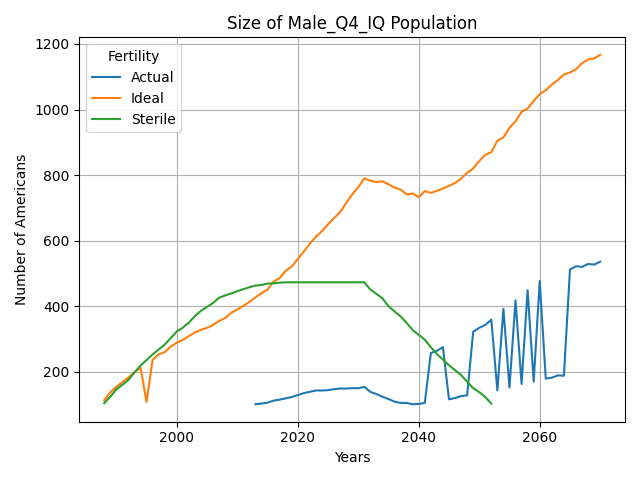 Size of Male_Q4_IQ Population
Fertility
Actual
Ideal
Sterile
Number of Americans
1200
1000
800
600
400
200
2000
2020
2040
2060
Years